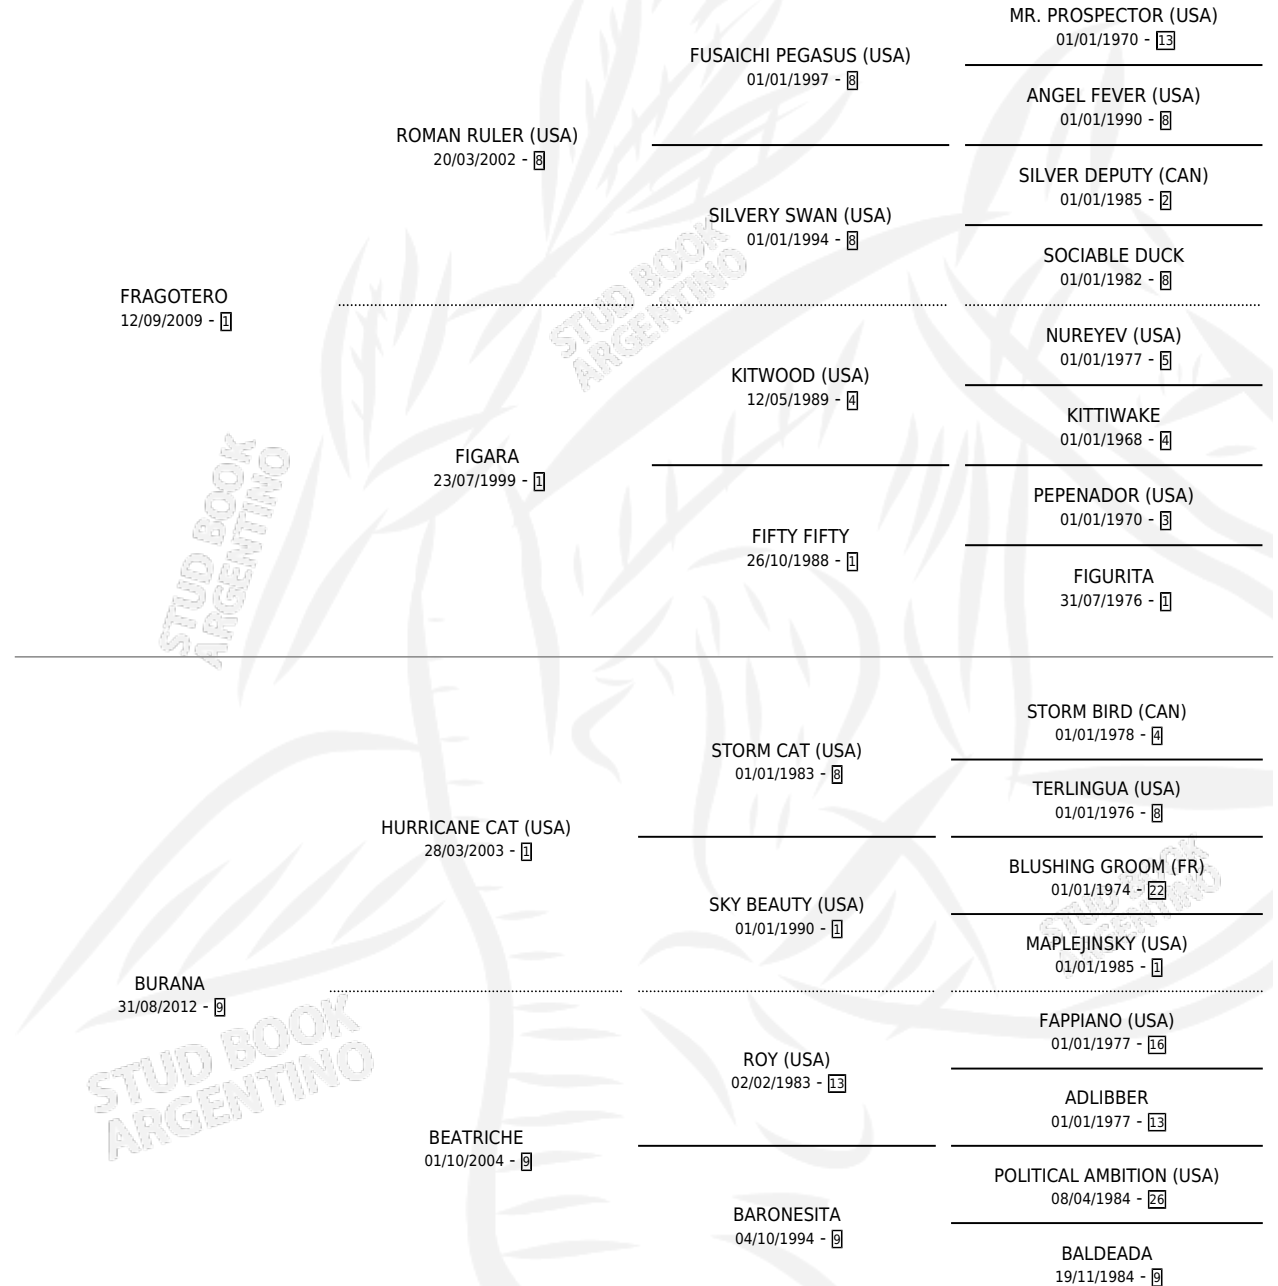 MR. PROSPECTOR (USA)
01/01/1970 - 13
FUSAICHI PEGASUS (USA)
01/01/1997 - 8
ANGEL FEVER (USA)
01/01/1990 - 8
ROMAN RULER (USA)
20/03/2002 - 8
SILVER DEPUTY (CAN)
01/01/1985 - 2
SILVERY SWAN (USA)
01/01/1994 - 8
SOCIABLE DUCK
01/01/1982 - 8
FRAGOTERO
12/09/2009 - 1
NUREYEV (USA)
01/01/1977 - 5
KITWOOD (USA)
12/05/1989 - 4
KITTIWAKE
01/01/1968 - 4
FIGARA
23/07/1999 - 1
PEPENADOR (USA)
01/01/1970 - 3
FIFTY FIFTY
26/10/1988 - 1
FIGURITA
31/07/1976 - 1
STUD BOOK
ARGENTINO
STUD BOOK
ARGENTINO
STORM BIRD (CAN)
01/01/1978 - 4
STORM CAT (USA)
01/01/1983 - 8
TERLINGUA (USA)
01/01/1976 - 8
HURRICANE CAT (USA)
28/03/2003 - 1
BLUSHING GROOM (FR)
01/01/1974 - 22
SKY BEAUTY (USA)
01/01/1990 - 1
MAPLEJINSKY (USA)
01/01/1985 - 1
BURANA
31/08/2012 - 9
FAPPIANO (USA)
01/01/1977 - 16
ROY (USA)
02/02/1983 - 13
ADLIBBER
01/01/1977 - 13
BEATRICHE
01/10/2004 - 9
POLITICAL AMBITION (USA)
08/04/1984 - 26
BARONESITA
04/10/1994 - 9
BALDEADA
19/11/1984 - 9
STUD BOOK
ARGENTINO
STUD BOOK
ARGENTINO